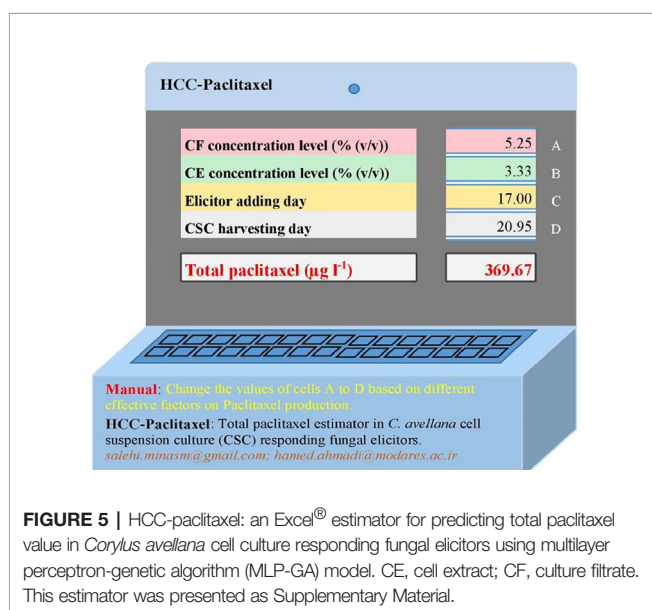 HCC-Paclitaxel
CF concentration level (% (v/v)) 5.25 A
CE concentration level (% (v/v)) 3.33 B
Elicitor adding day 17.00 C
CSC harvesting day 20.95 D
Total paclitaxel (µg l⁻¹) 369.67
Manual: Change the values of cells A to D based on different
effective factors on Paclitaxel production.
HCC-Paclitaxel: Total paclitaxel estimator in C. avellana cell
suspension culture (CSC) responding fungal elicitors.
salehi.minasm@gmail.com; hamed.ahmadi@modares.ac.ir
FIGURE 5 | HCC-paclitaxel: an Excel® estimator for predicting total paclitaxel
value in Corylus avellana cell culture responding fungal elicitors using multilayer
perceptron-genetic algorithm (MLP-GA) model. CE, cell extract; CF, culture filtrate.
This estimator was presented as Supplementary Material.